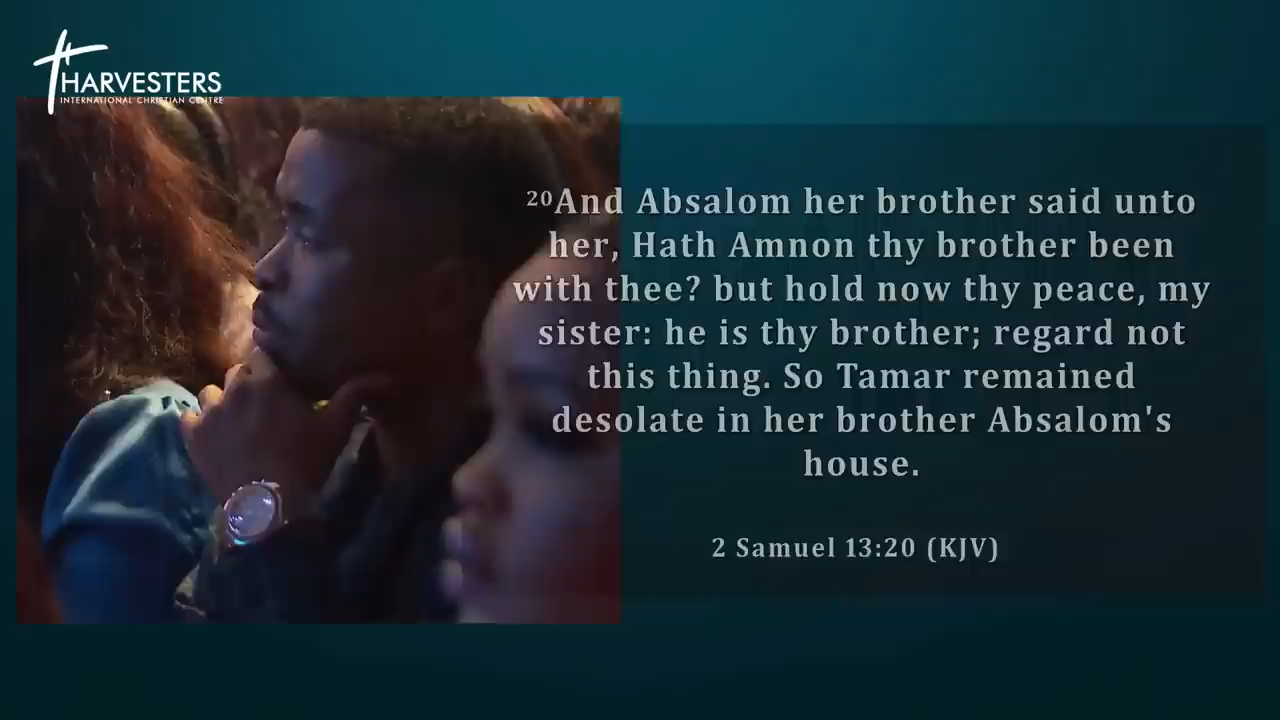 HARVESTERS
INTERNATIONAL CHRISTIAN CENTRE
20And Absalom her brother said unto
her, Hath Amnon thy brother been
with thee? but hold now thy peace, my
sister: he is thy brother; regard not
this thing. So Tamar remained
desolate in her brother Absalom's
house.
2 Samuel 13:20 (KJV)